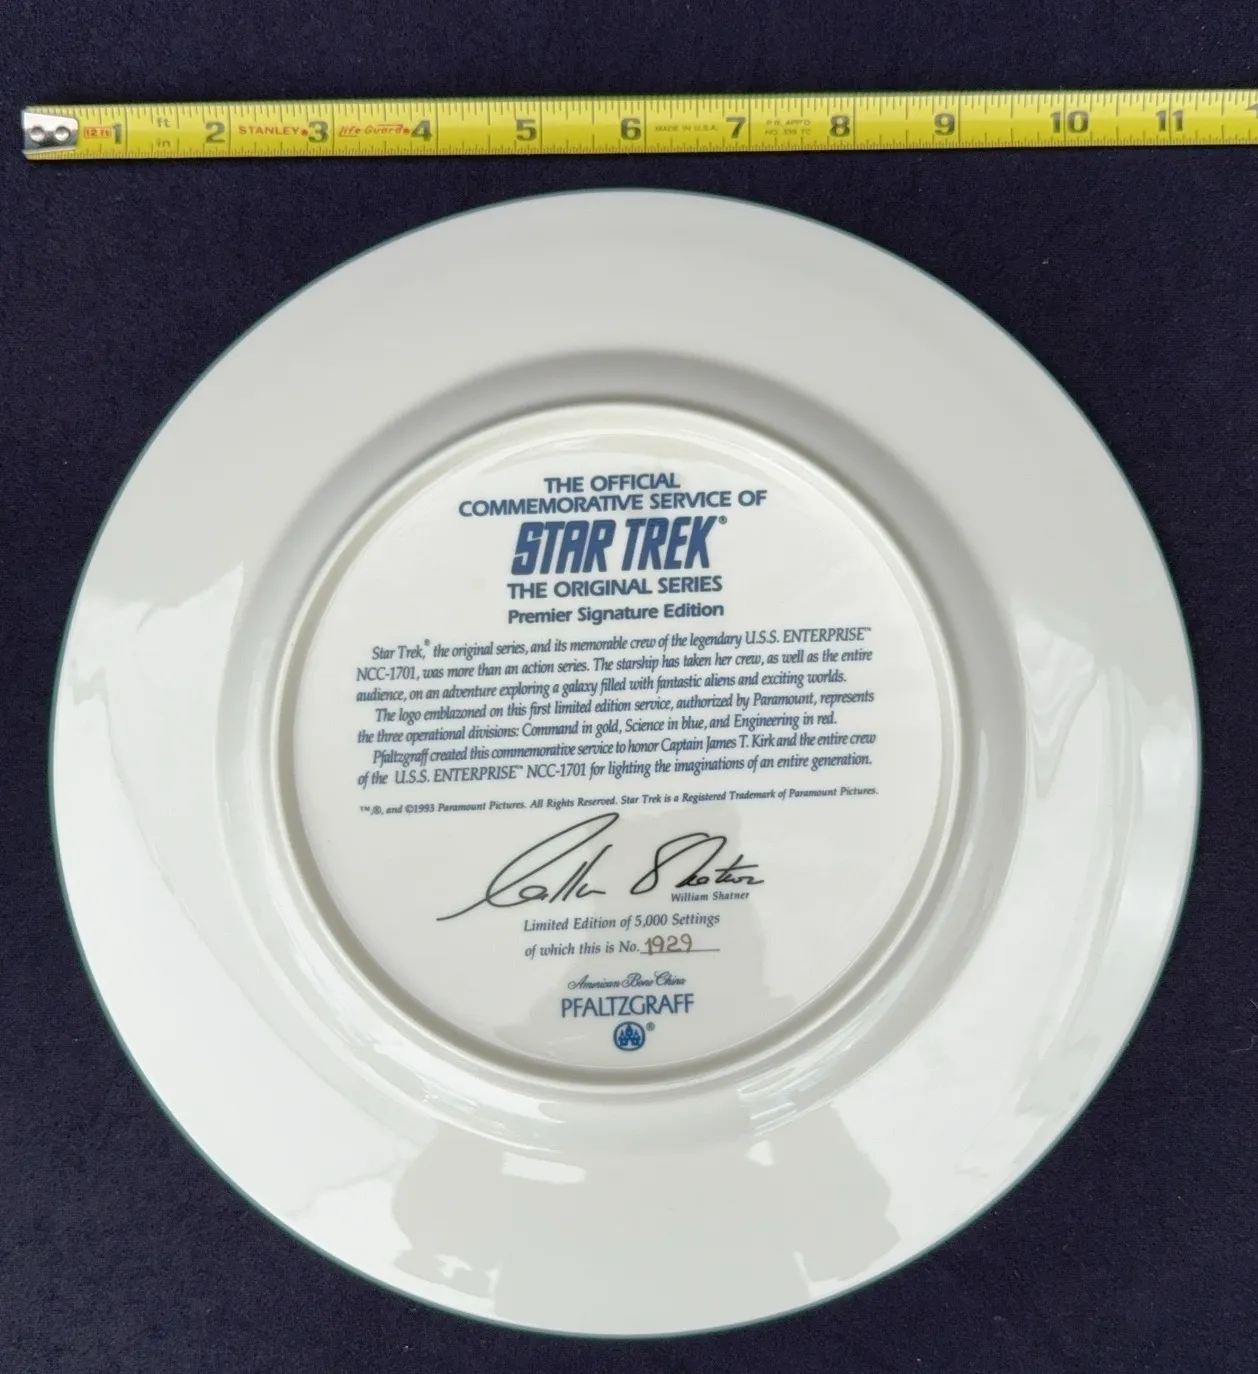 12 ft 1 ft in 2 STANLEY 3 Life Guard 4 5 6 MADE IN U.S.A. 7 8 9 10 11
THE OFFICIAL
COMMEMORATIVE SERVICE OF
STAR TREK®
THE ORIGINAL SERIES
Premier Signature Edition
Star Trek,® the original series, and its memorable crew of the legendary U.S.S. ENTERPRISE™
NCC-1701, was more than an action series. The starship has taken her crew, as well as the entire
audience, on an adventure exploring a galaxy filled with fantastic aliens and exciting worlds.
The logo emblazoned on this first limited edition service, authorized by Paramount, represents
the three operational divisions: Command in gold, Science in blue, and Engineering in red.
Pfaltzgraff created this commemorative service to honor Captain James T. Kirk and the entire crew
of the U.S.S. ENTERPRISE™ NCC-1701 for lighting the imaginations of an entire generation.
™,®, and ©1993 Paramount Pictures. All Rights Reserved. Star Trek is a Registered Trademark of Paramount Pictures.
William Shatner
William Shatner
Limited Edition of 5,000 Settings
of which this is No. 1929
American Bone China
PFALTZGRAFF
®